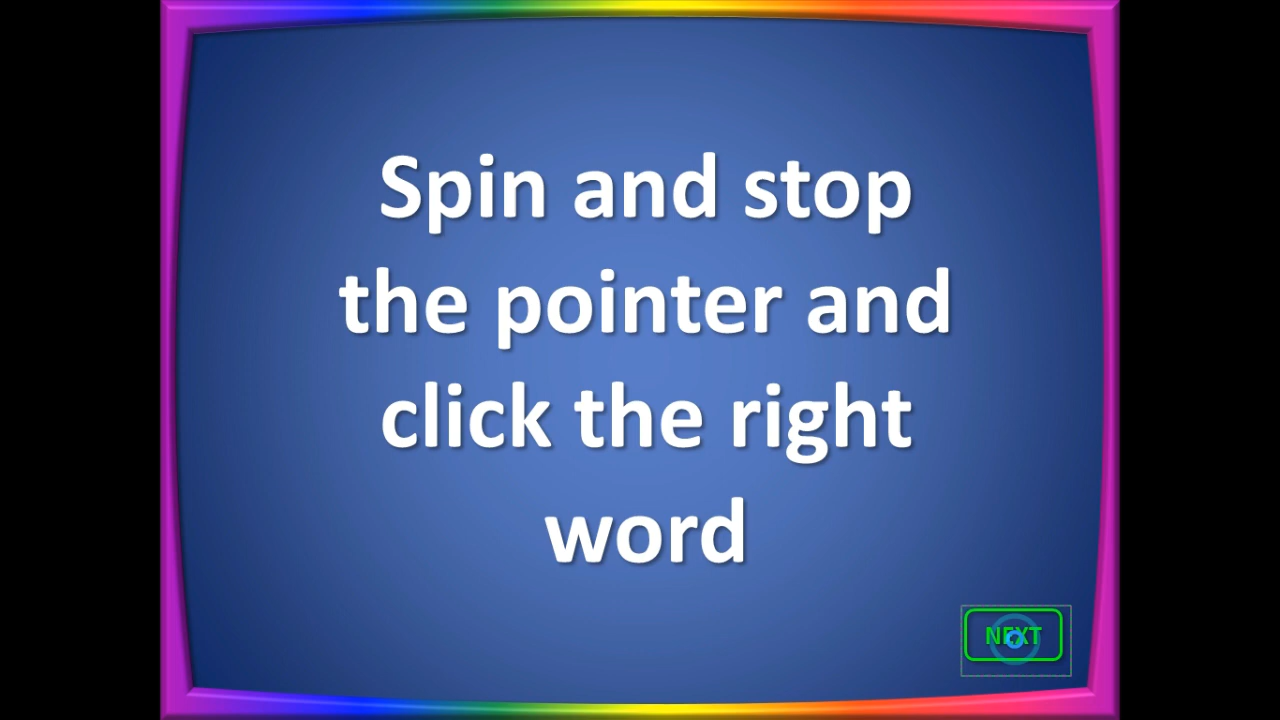 Spin and stop
the pointer and
click the right
word
NEXT